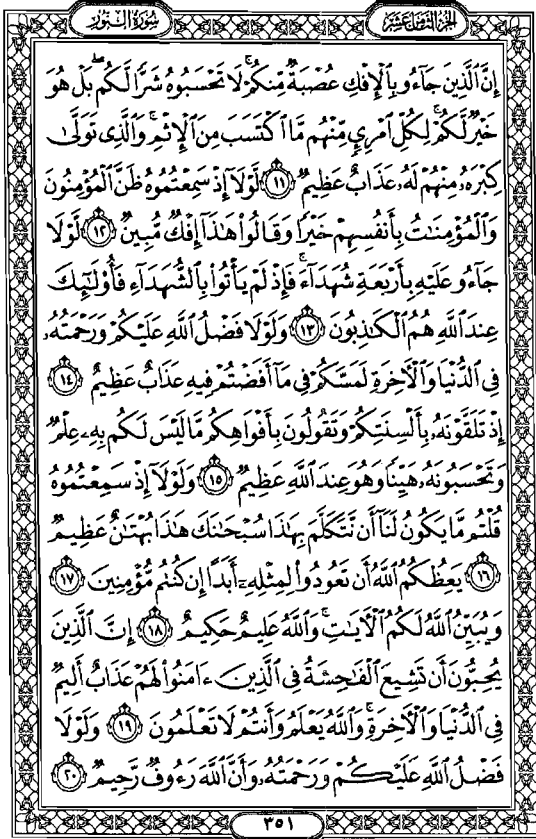 الجزء الثامن عشر
سورة النور
إِنَّ ٱلَّذِينَ جَآءُو بِٱلْإِفْكِ عُصْبَةٌ مِّنكُمْ ۚ لَا تَحْسَبُوهُ شَرًّا لَّكُم ۖ بَلْ هُوَ
خَيْرٌ لَّكُمْ ۚ لِكُلِّ ٱمْرِئٍ مِّنْهُم مَّا ٱكْتَسَبَ مِنَ ٱلْإِثْمِ ۚ وَٱلَّذِى تَوَلَّىٰ
كِبْرَهُۥ مِنْهُمْ لَهُۥ عَذَابٌ عَظِيمٌ ١١ لَّوْلَآ إِذْ سَمِعْتُمُوهُ ظَنَّ ٱلْمُؤْمِنُونَ
وَٱلْمُؤْمِنَٰتُ بِأَنفُسِهِمْ خَيْرًا وَقَالُوا۟ هَٰذَآ إِفْكٌ مُّبِينٌ ١٢ لَّوْلَا
جَآءُو عَلَيْهِ بِأَرْبَعَةِ شُهَدَآءَ ۚ فَإِذْ لَمْ يَأْتُوا۟ بِٱلشُّهَدَآءِ فَأُو۟لَٰٓئِكَ
عِندَ ٱللَّهِ هُمُ ٱلْكَٰذِبُونَ ١٣ وَلَوْلَا فَضْلُ ٱللَّهِ عَلَيْكُمْ وَرَحْمَتُهُۥ
فِى ٱلدُّنْيَا وَٱلْءَاخِرَةِ لَمَسَّكُمْ فِى مَآ أَفَضْتُمْ فِيهِ عَذَابٌ عَظِيمٌ ١٤
إِذْ تَلَقَّوْنَهُۥ بِأَلْسِنَتِكُمْ وَتَقُولُونَ بِأَفْوَاهِكُم مَّا لَيْسَ لَكُم بِهِۦ عِلْمٌ
وَتَحْسَبُونَهُۥ هَيِّنًا وَهُوَ عِندَ ٱللَّهِ عَظِيمٌ ١٥ وَلَوْلَآ إِذْ سَمِعْتُمُوهُ
قُلْتُم مَّا يَكُونُ لَنَآ أَن نَّتَكَلَّمَ بِهَٰذَا سُبْحَٰنَكَ هَٰذَا بُهْتَٰنٌ عَظِيمٌ
١٦ يَعِظُكُمُ ٱللَّهُ أَن تَعُودُوا۟ لِمِثْلِهِۦٓ أَبَدًا إِن كُنتُم مُّؤْمِنِينَ ١٧
وَيُبَيِّنُ ٱللَّهُ لَكُمُ ٱلْءَايَٰتِ ۚ وَٱللَّهُ عَلِيمٌ حَكِيمٌ ١٨ إِنَّ ٱلَّذِينَ
يُحِبُّونَ أَن تَشِيعَ ٱلْفَٰحِشَةُ فِى ٱلَّذِينَ ءَامَنُوا۟ لَهُمْ عَذَابٌ أَلِيمٌ
فِى ٱلدُّنْيَا وَٱلْءَاخِرَةِ ۚ وَٱللَّهُ يَعْلَمُ وَأَنتُمْ لَا تَعْلَمُونَ ١٩ وَلَوْلَا
فَضْلُ ٱللَّهِ عَلَيْكُمْ وَرَحْمَتُهُۥ وَأَنَّ ٱللَّهَ رَءُوفٌ رَّحِيمٌ ٢٠
٣٥١